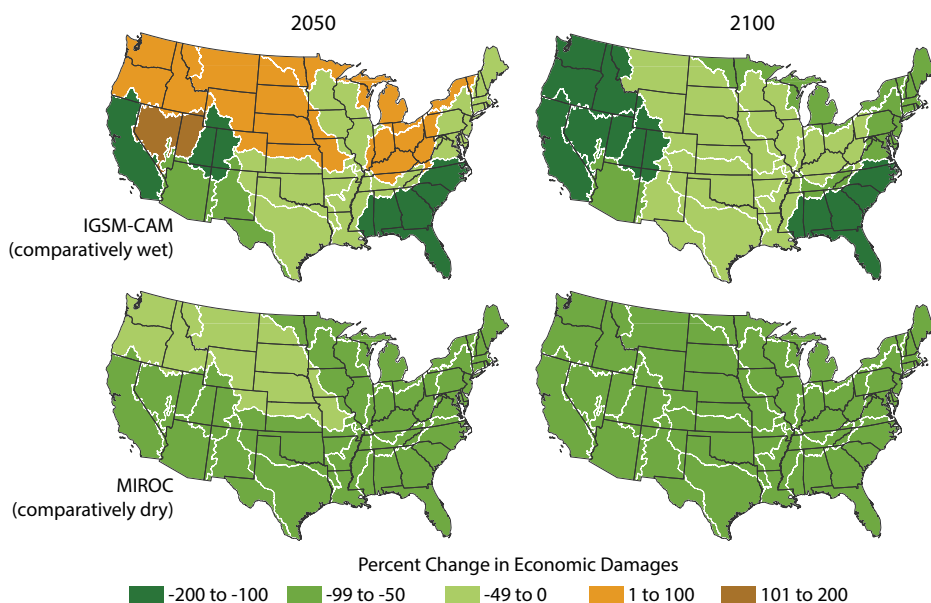 2050
2100
IGSM-CAM
(comparatively wet)
MIROC
(comparatively dry)
Percent Change in Economic Damages
-200 to -100
-99 to -50
-49 to 0
1 to 100
101 to 200